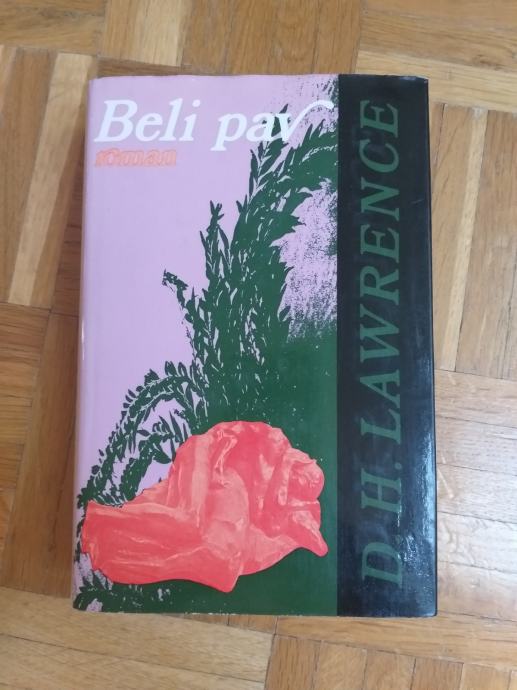 Beli pav
roman
D. H. LAWRENCE